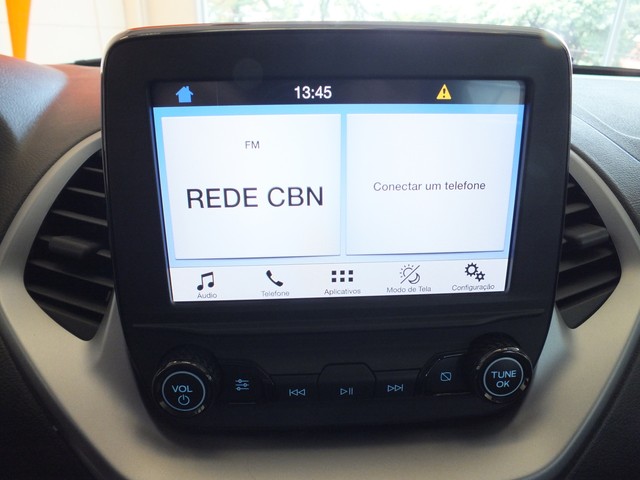 13:45
FM
REDE CBN
Conectar um telefone
Áudio
Telefone
Aplicativos
Modo de Tela
Configuração
VOL
TUNE
OK